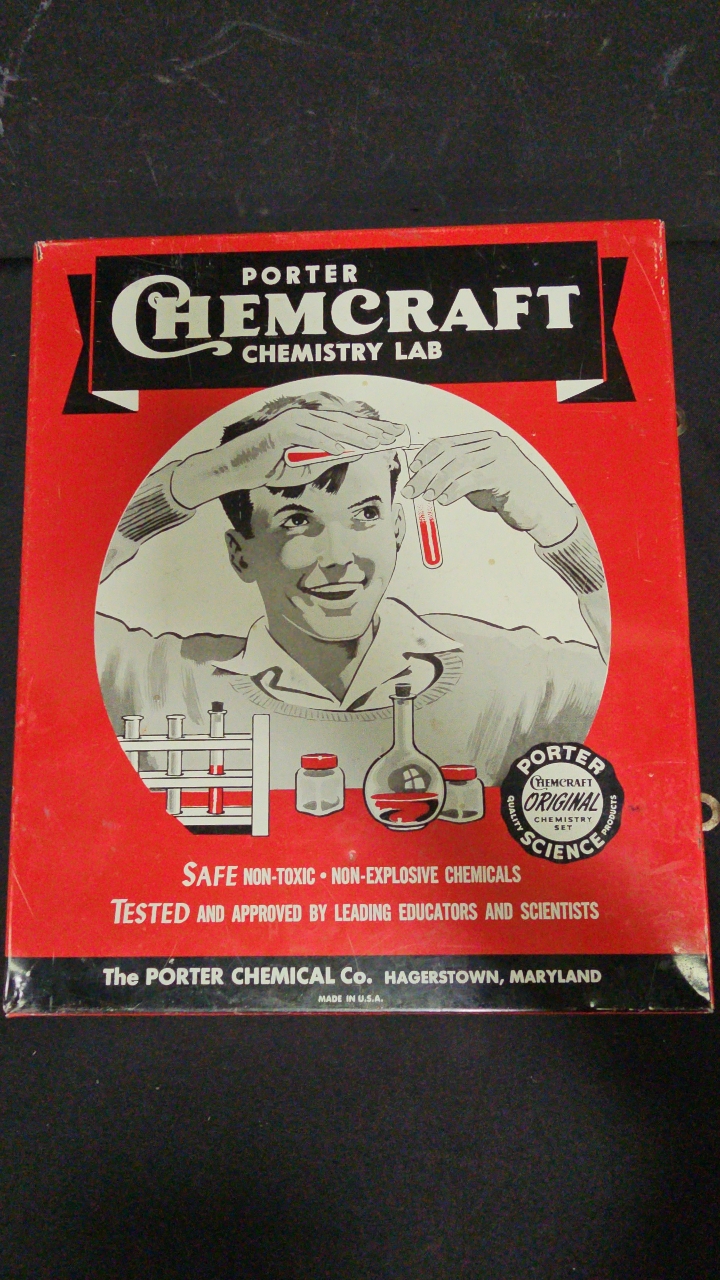 PORTER
CHEMCRAFT
CHEMISTRY LAB
PORTER
CHEMCRAFT
ORIGINAL
CHEMISTRY
SET
QUALITY SCIENCE PRODUCTS
SAFE NON-TOXIC • NON-EXPLOSIVE CHEMICALS
TESTED AND APPROVED BY LEADING EDUCATORS AND SCIENTISTS
The PORTER CHEMICAL Co. HAGERSTOWN, MARYLAND
MADE IN U.S.A.